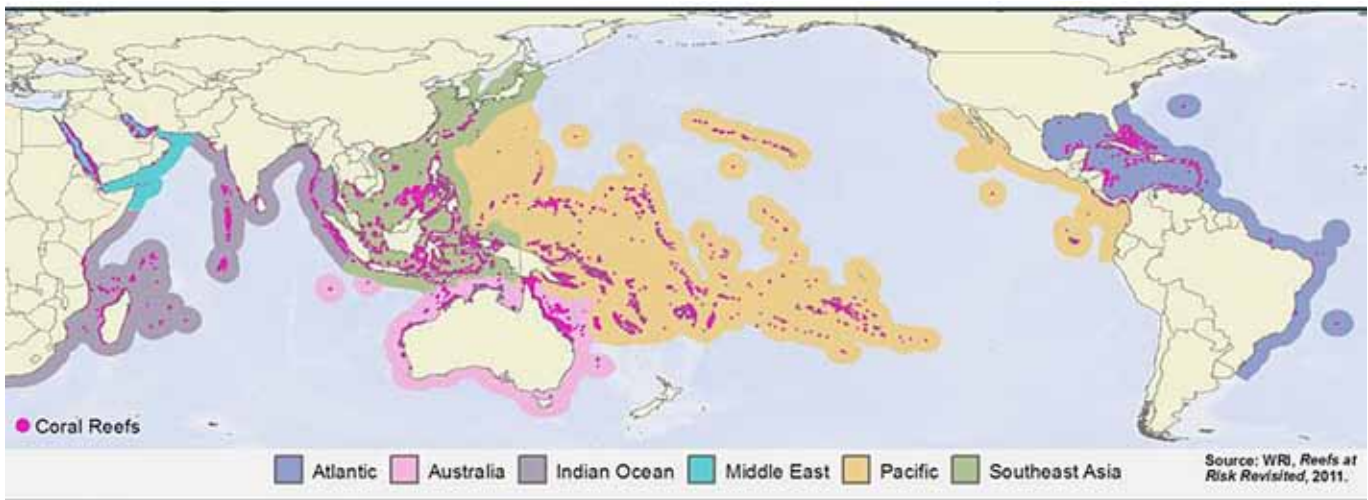 Coral Reefs
Atlantic
Australia
Indian Ocean
Middle East
Pacific
Southeast Asia
Source: WRI, Reefs at
Risk Revisited, 2011.